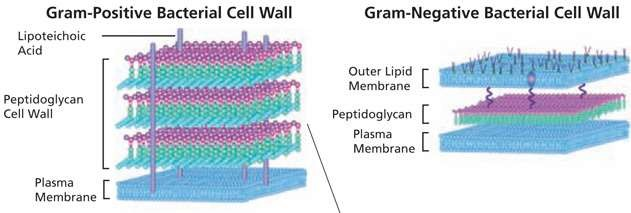 Gram-Positive Bacterial Cell Wall
Lipoteichoic
Acid
Peptidoglycan
Cell Wall
Plasma
Membrane
Gram-Negative Bacterial Cell Wall
Outer Lipid
Membrane
Peptidoglycan
Plasma
Membrane